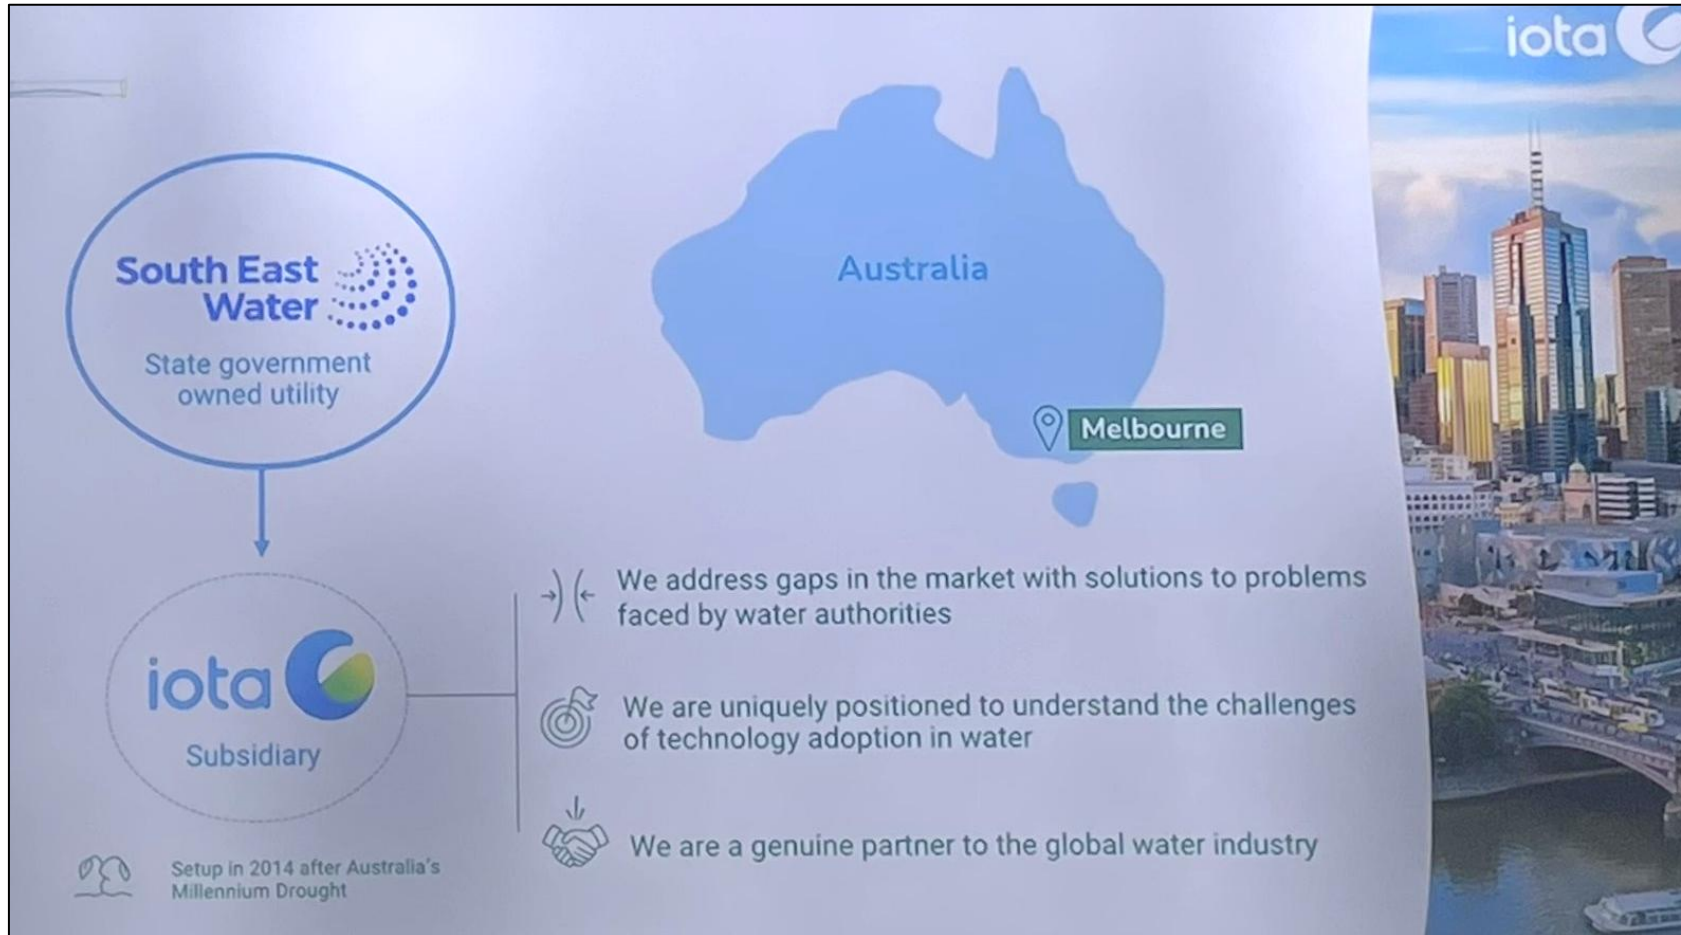 iota
South East
Water
State government
owned utility
Australia
Melbourne
iota
Subsidiary
We address gaps in the market with solutions to problems
faced by water authorities
We are uniquely positioned to understand the challenges
of technology adoption in water
We are a genuine partner to the global water industry
Setup in 2014 after Australia's
Millennium Drought